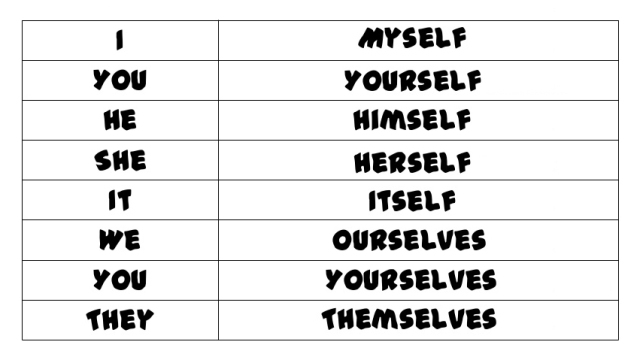 I MYSELF
YOU YOURSELF
HE HIMSELF
SHE HERSELF
IT ITSELF
WE OURSELVES
YOU YOURSELVES
THEY THEMSELVES